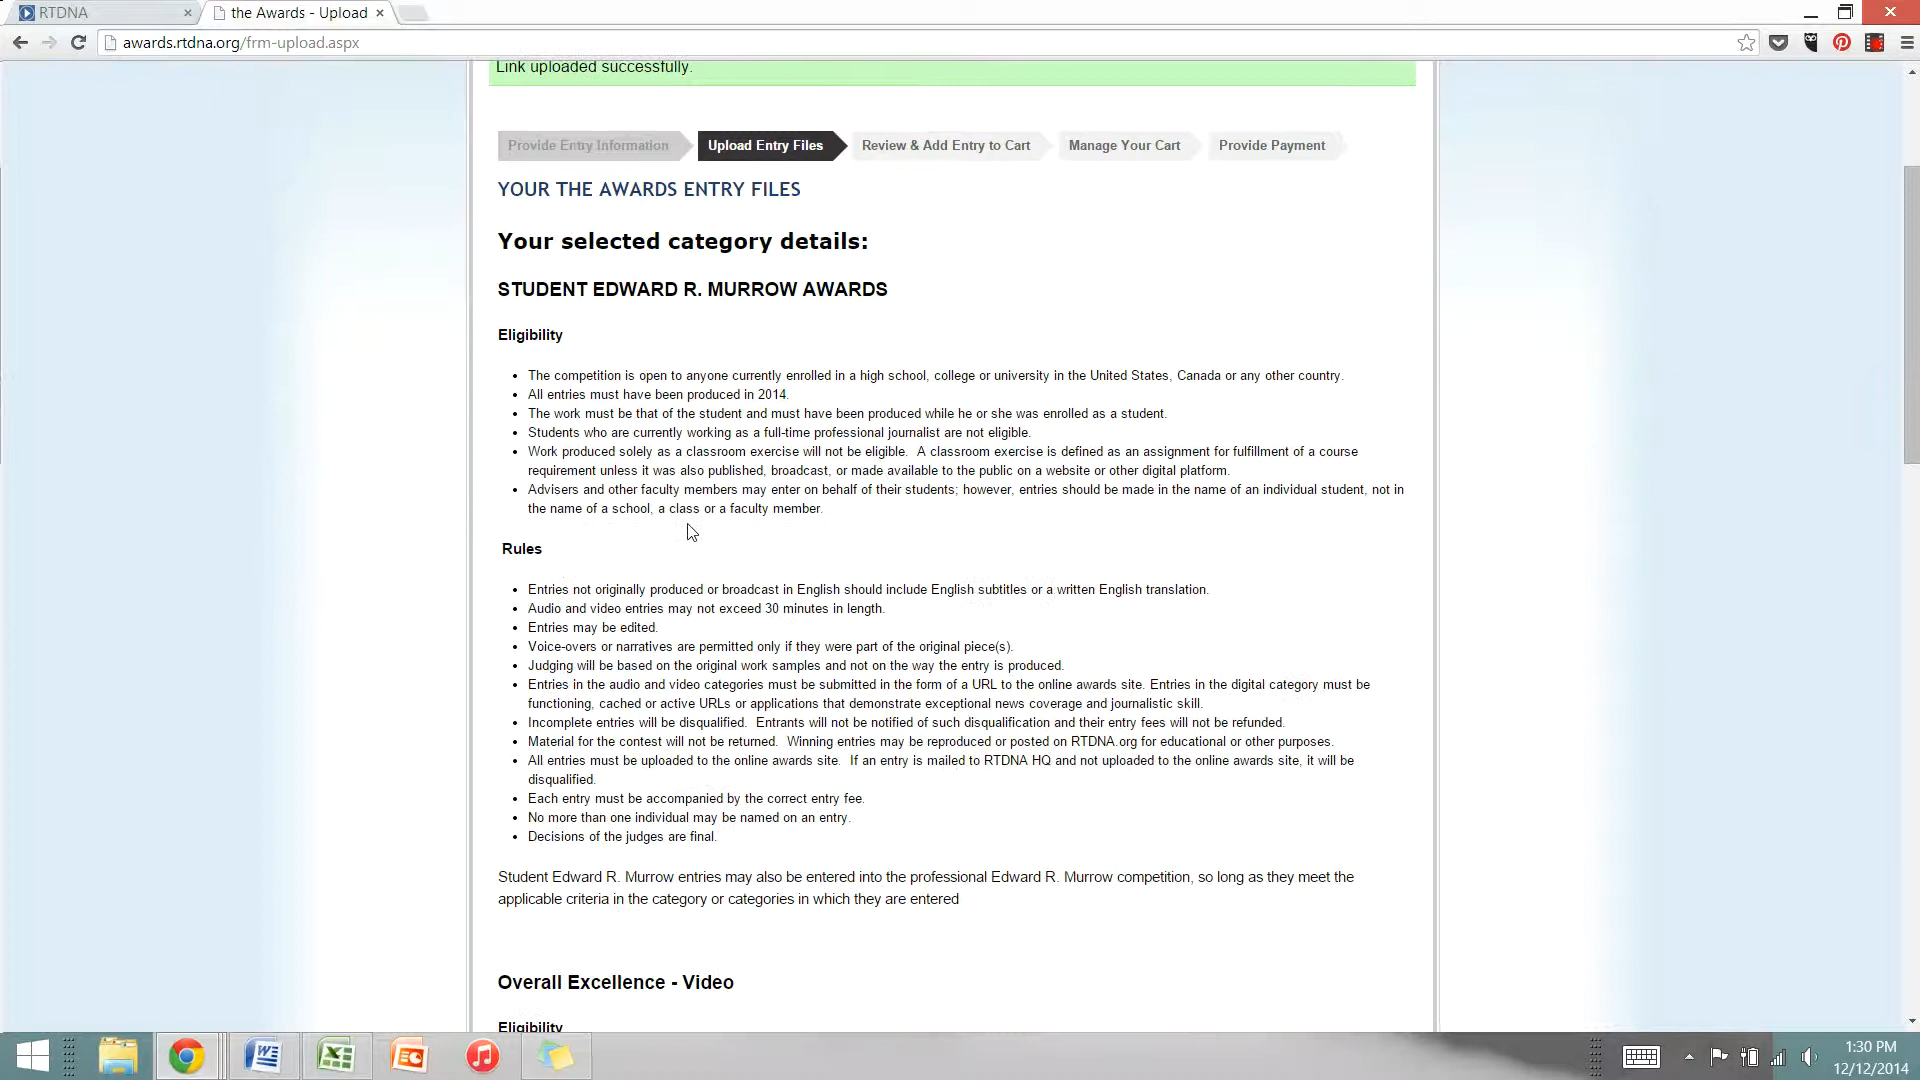 RTDNA
the Awards - Upload
awards.rtdna.org/frm-upload.aspx
Link uploaded successfully.
Provide Entry Information
Upload Entry Files
Review & Add Entry to Cart
Manage Your Cart
Provide Payment
YOUR THE AWARDS ENTRY FILES
Your selected category details:
STUDENT EDWARD R. MURROW AWARDS
Eligibility
• The competition is open to anyone currently enrolled in a high school, college or university in the United States, Canada or any other country.
• All entries must have been produced in 2014.
• The work must be that of the student and must have been produced while he or she was enrolled as a student.
• Students who are currently working as a full-time professional journalist are not eligible.
• Work produced solely as a classroom exercise will not be eligible.  A classroom exercise is defined as an assignment for fulfillment of a course
requirement unless it was also published, broadcast, or made available to the public on a website or other digital platform.
• Advisers and other faculty members may enter on behalf of their students; however, entries should be made in the name of an individual student, not in
the name of a school, a class or a faculty member.
Rules
• Entries not originally produced or broadcast in English should include English subtitles or a written English translation.
• Audio and video entries may not exceed 30 minutes in length.
• Entries may be edited.
• Voice-overs or narratives are permitted only if they were part of the original piece(s).
• Judging will be based on the original work samples and not on the way the entry is produced.
• Entries in the audio and video categories must be submitted in the form of a URL to the online awards site. Entries in the digital category must be
functioning, cached or active URLs or applications that demonstrate exceptional news coverage and journalistic skill.
• Incomplete entries will be disqualified.  Entrants will not be notified of such disqualification and their entry fees will not be refunded.
• Material for the contest will not be returned.  Winning entries may be reproduced or posted on RTDNA.org for educational or other purposes.
• All entries must be uploaded to the online awards site.  If an entry is mailed to RTDNA HQ and not uploaded to the online awards site, it will be
disqualified.
• Each entry must be accompanied by the correct entry fee.
• No more than one individual may be named on an entry.
• Decisions of the judges are final.
Student Edward R. Murrow entries may also be entered into the professional Edward R. Murrow competition, so long as they meet the
applicable criteria in the category or categories in which they are entered
Overall Excellence - Video
Eligibility
1:30 PM
12/12/2014